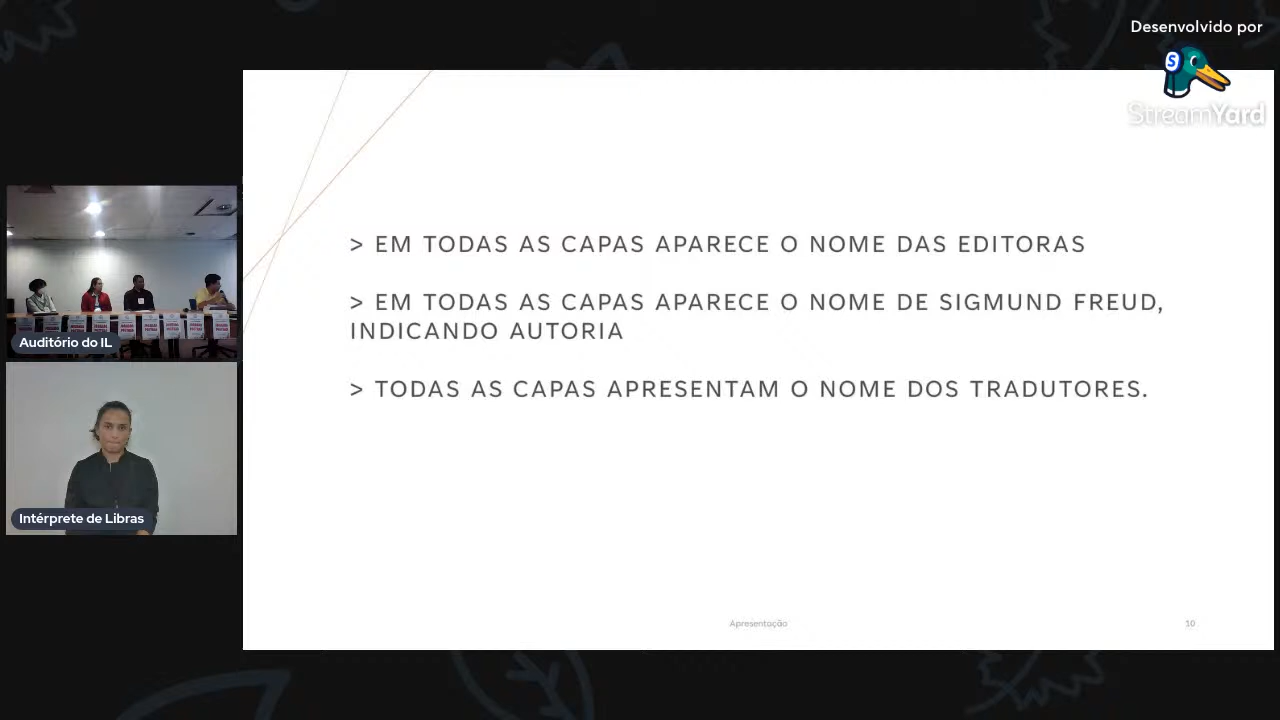 Desenvolvido por
StreamYard
> EM TODAS AS CAPAS APARECE O NOME DAS EDITORAS
> EM TODAS AS CAPAS APARECE O NOME DE SIGMUND FREUD,
INDICANDO AUTORIA
> TODAS AS CAPAS APRESENTAM O NOME DOS TRADUTORES.
Auditório do IL
Intérprete de Libras
Apresentação
10